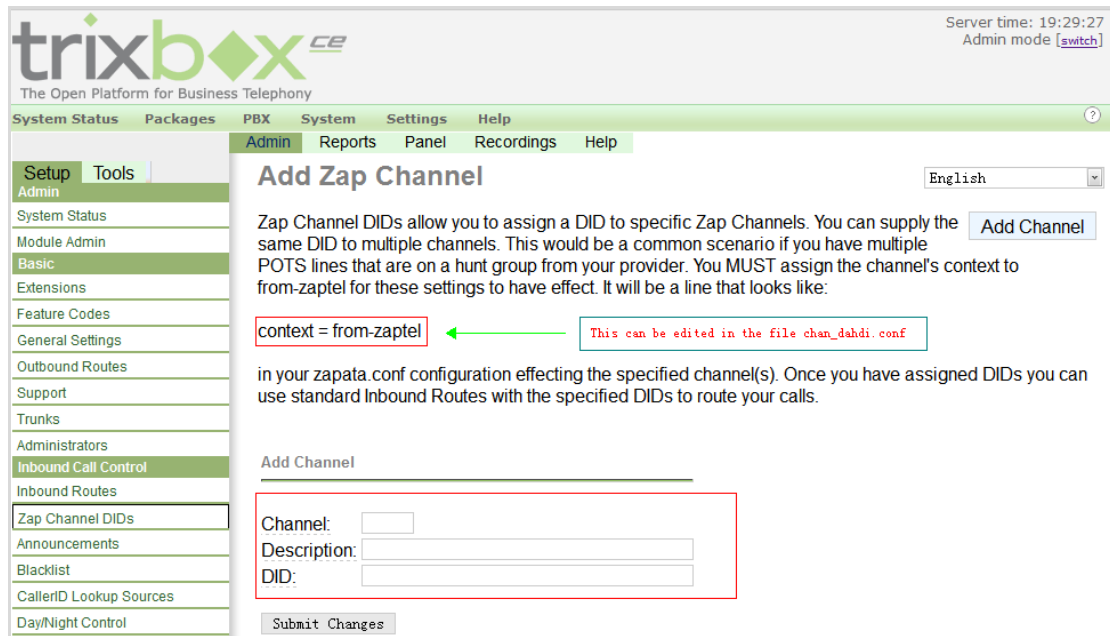 Server time: 19:29:27
trixbox ce
Admin mode [switch]
The Open Platform for Business Telephony
System Status Packages PBX System Settings Help ?
Admin Reports Panel Recordings Help
Setup Tools
Admin
System Status
Module Admin
Basic
Extensions
Feature Codes
General Settings
Outbound Routes
Support
Trunks
Administrators
Inbound Call Control
Inbound Routes
Zap Channel DIDs
Announcements
Blacklist
CallerID Lookup Sources
Day/Night Control
Add Zap Channel
English
Zap Channel DIDs allow you to assign a DID to specific Zap Channels. You can supply the
same DID to multiple channels. This would be a common scenario if you have multiple
POTS lines that are on a hunt group from your provider. You MUST assign the channel's context to
from-zaptel for these settings to have effect. It will be a line that looks like:
Add Channel
context = from-zaptel
This can be edited in the file chan_dahdi.conf
in your zapata.conf configuration effecting the specified channel(s). Once you have assigned DIDs you can
use standard Inbound Routes with the specified DIDs to route your calls.
Add Channel
Channel:
Description:
DID:
Submit Changes